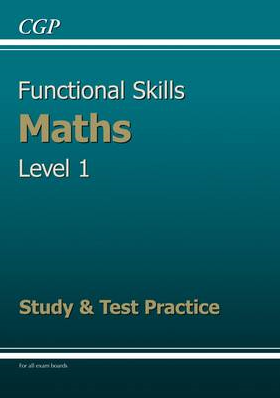 CGP
Functional Skills
Maths
Level 1
Study & Test Practice
For all exam boards